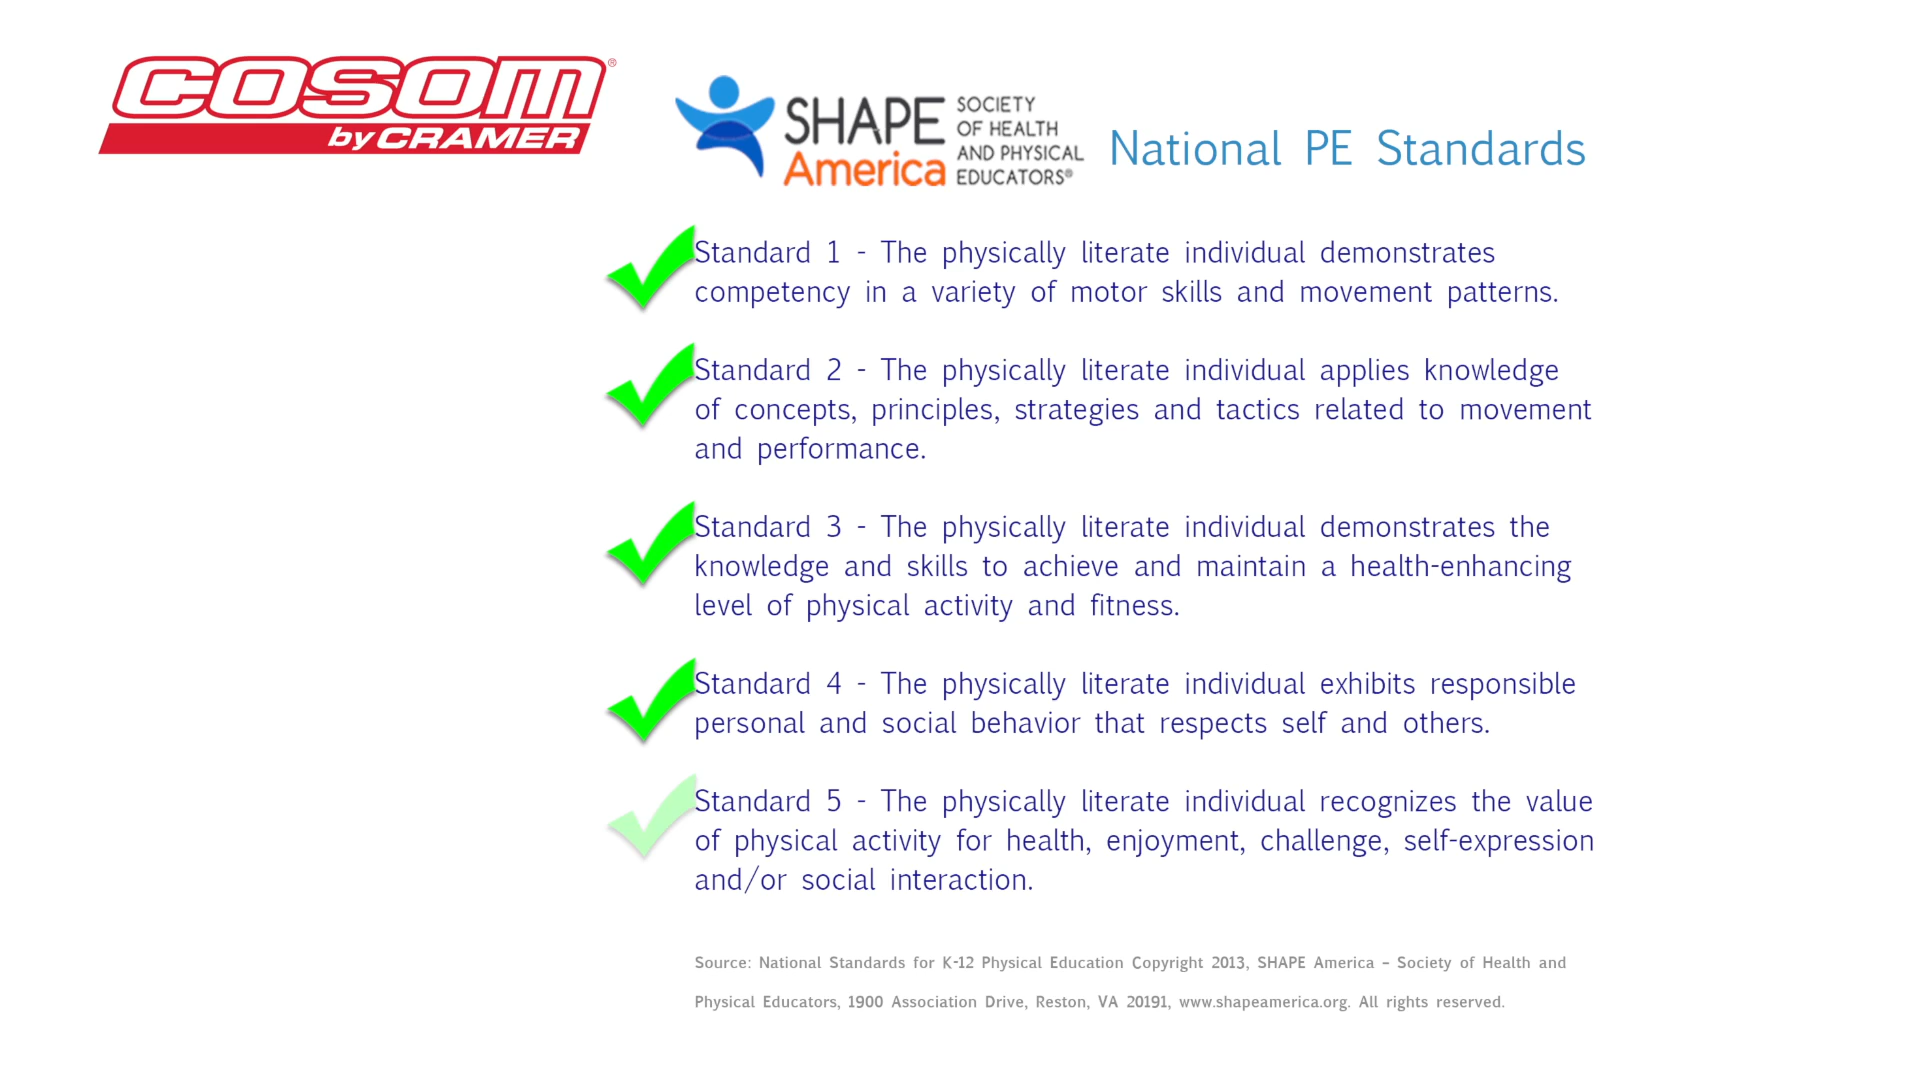 COSOM®
by CRAMER
SHAPE
America
SOCIETY
OF HEALTH
AND PHYSICAL
EDUCATORS®
National PE Standards
Standard 1 - The physically literate individual demonstrates
competency in a variety of motor skills and movement patterns.
Standard 2 - The physically literate individual applies knowledge
of concepts, principles, strategies and tactics related to movement
and performance.
Standard 3 - The physically literate individual demonstrates the
knowledge and skills to achieve and maintain a health-enhancing
level of physical activity and fitness.
Standard 4 - The physically literate individual exhibits responsible
personal and social behavior that respects self and others.
Standard 5 - The physically literate individual recognizes the value
of physical activity for health, enjoyment, challenge, self-expression
and/or social interaction.
Source: National Standards for K-12 Physical Education Copyright 2013, SHAPE America – Society of Health and
Physical Educators, 1900 Association Drive, Reston, VA 20191, www.shapeamerica.org. All rights reserved.